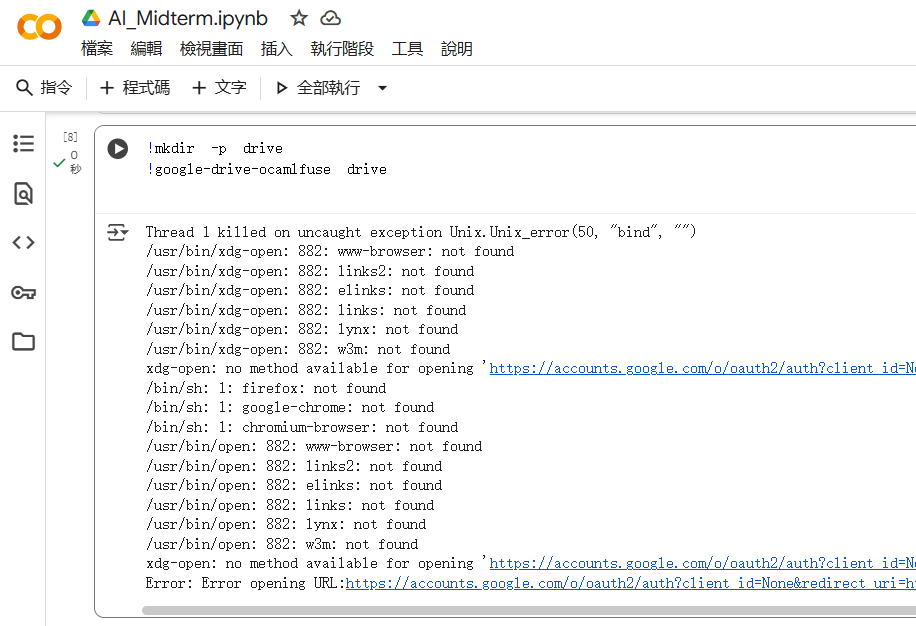 AI_Midterm.ipynb
檔案 編輯 檢視畫面 插入 執行階段 工具 說明
指令 + 程式碼 + 文字 全部執行
[8]
0
秒
!mkdir -p drive
!google-drive-ocamlfuse drive
Thread 1 killed on uncaught exception Unix.Unix_error(50, "bind", "")
/usr/bin/xdg-open: 882: www-browser: not found
/usr/bin/xdg-open: 882: links2: not found
/usr/bin/xdg-open: 882: elinks: not found
/usr/bin/xdg-open: 882: links: not found
/usr/bin/xdg-open: 882: lynx: not found
/usr/bin/xdg-open: 882: w3m: not found
xdg-open: no method available for opening 'https://accounts.google.com/o/oauth2/auth?client_id=N
/bin/sh: 1: firefox: not found
/bin/sh: 1: google-chrome: not found
/bin/sh: 1: chromium-browser: not found
/usr/bin/open: 882: www-browser: not found
/usr/bin/open: 882: links2: not found
/usr/bin/open: 882: elinks: not found
/usr/bin/open: 882: links: not found
/usr/bin/open: 882: lynx: not found
/usr/bin/open: 882: w3m: not found
xdg-open: no method available for opening 'https://accounts.google.com/o/oauth2/auth?client_id=N
Error: Error opening URL:https://accounts.google.com/o/oauth2/auth?client_id=None&redirect_uri=h